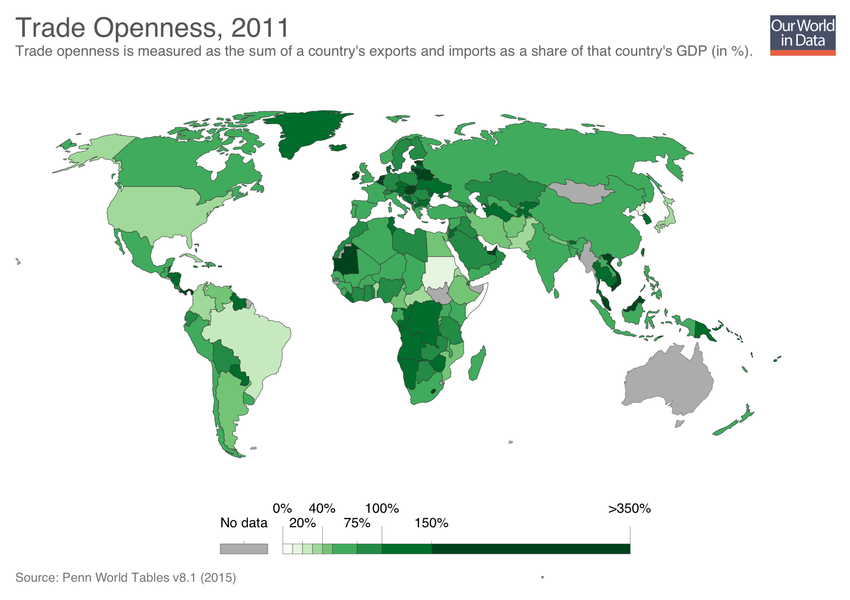 Trade Openness, 2011
Trade openness is measured as the sum of a country's exports and imports as a share of that country's GDP (in %).
Our World
in Data
No data
0% 40% 100% >350%
20% 75% 150%
Source: Penn World Tables v8.1 (2015)